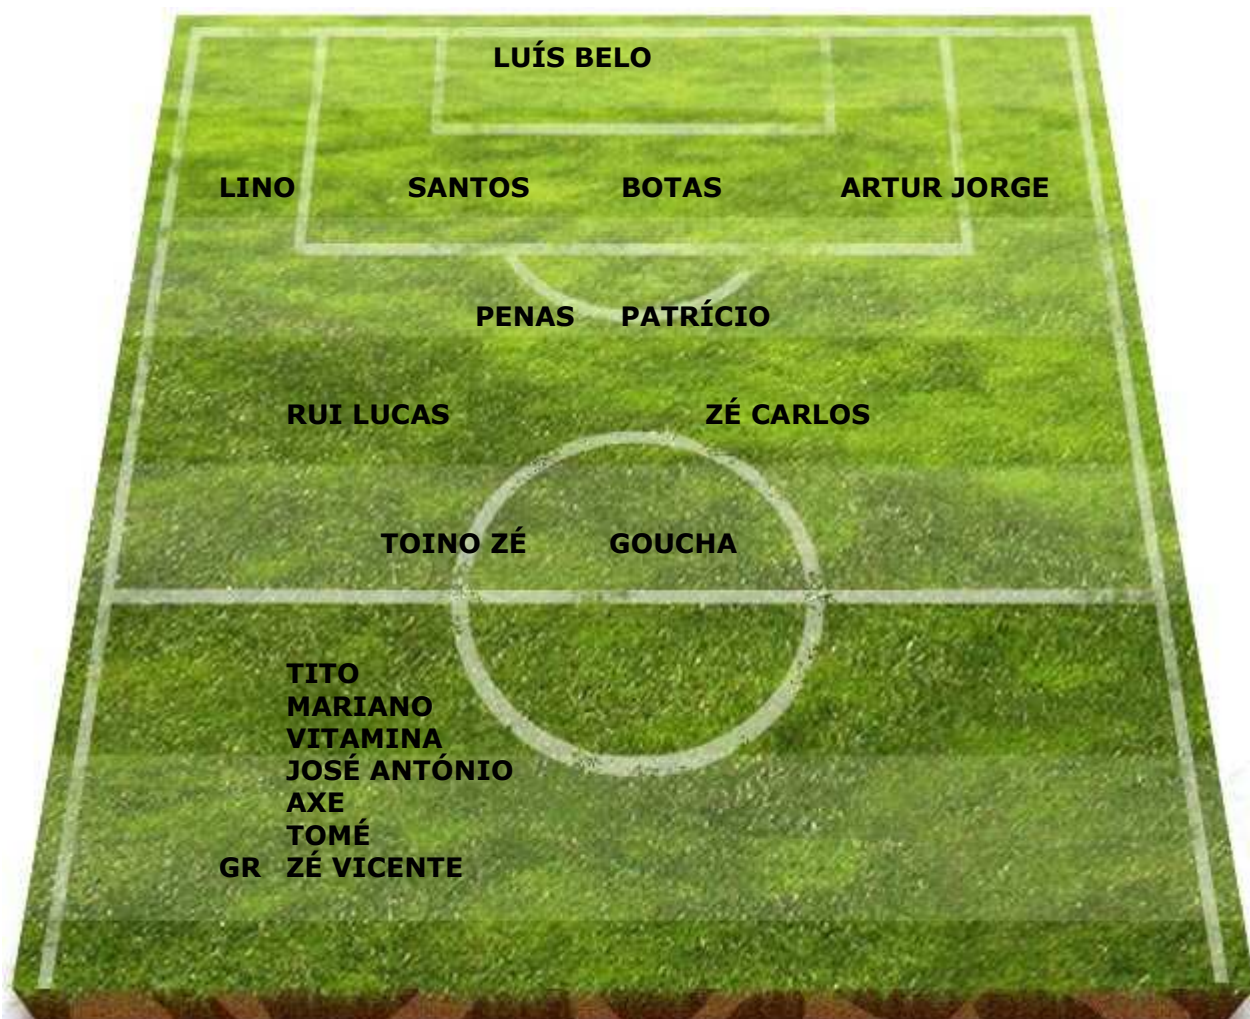 LUÍS BELO
LINO SANTOS BOTAS ARTUR JORGE
PENAS PATRÍCIO
RUI LUCAS ZÉ CARLOS
TOINO ZÉ GOUCHA
TITO
MARIANO
VITAMINA
JOSÉ ANTÓNIO
AXE
TOMÉ
GR ZÉ VICENTE